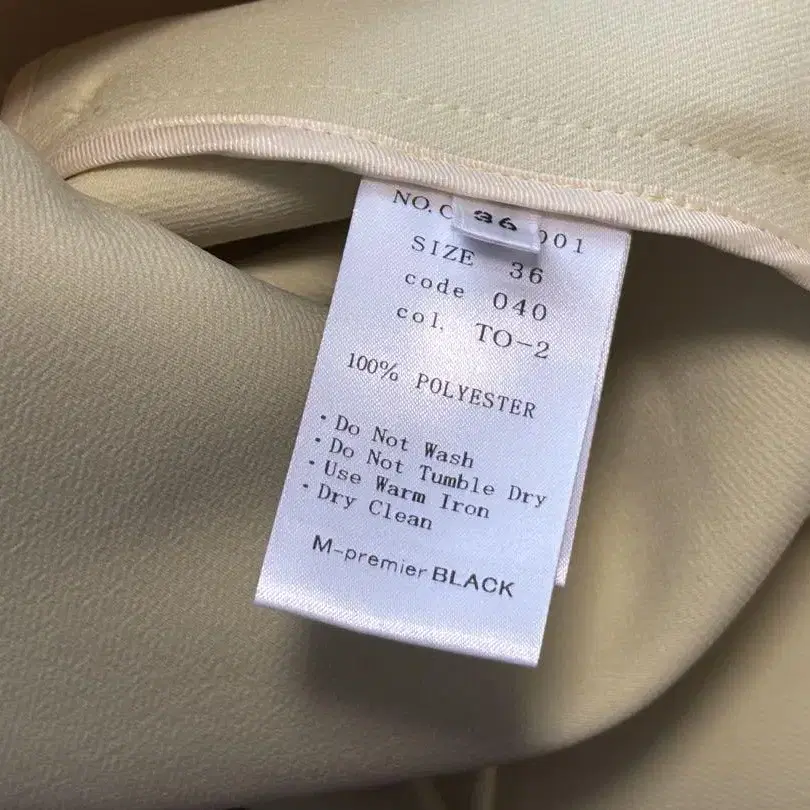 NO. C 001
36
SIZE 36
code 040
col. TO-2
100% POLYESTER
・Do Not Wash
・Do Not Tumble Dry
・Use Warm Iron
・Dry Clean
M-premier BLACK